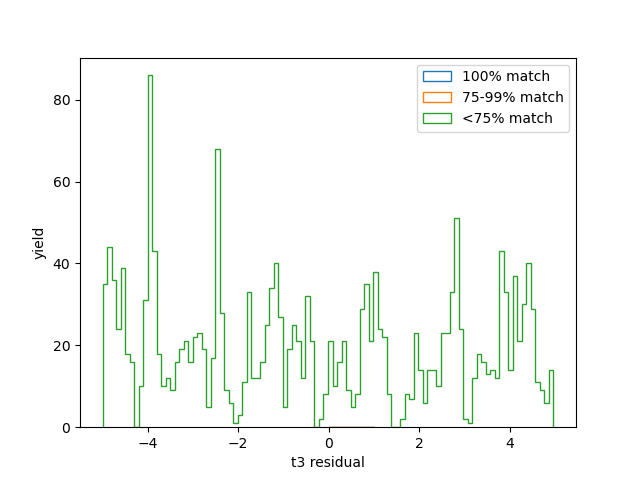 100% match
75-99% match
<75% match
80
60
40
20
0
yield
−4
−2
0
2
4
t3 residual